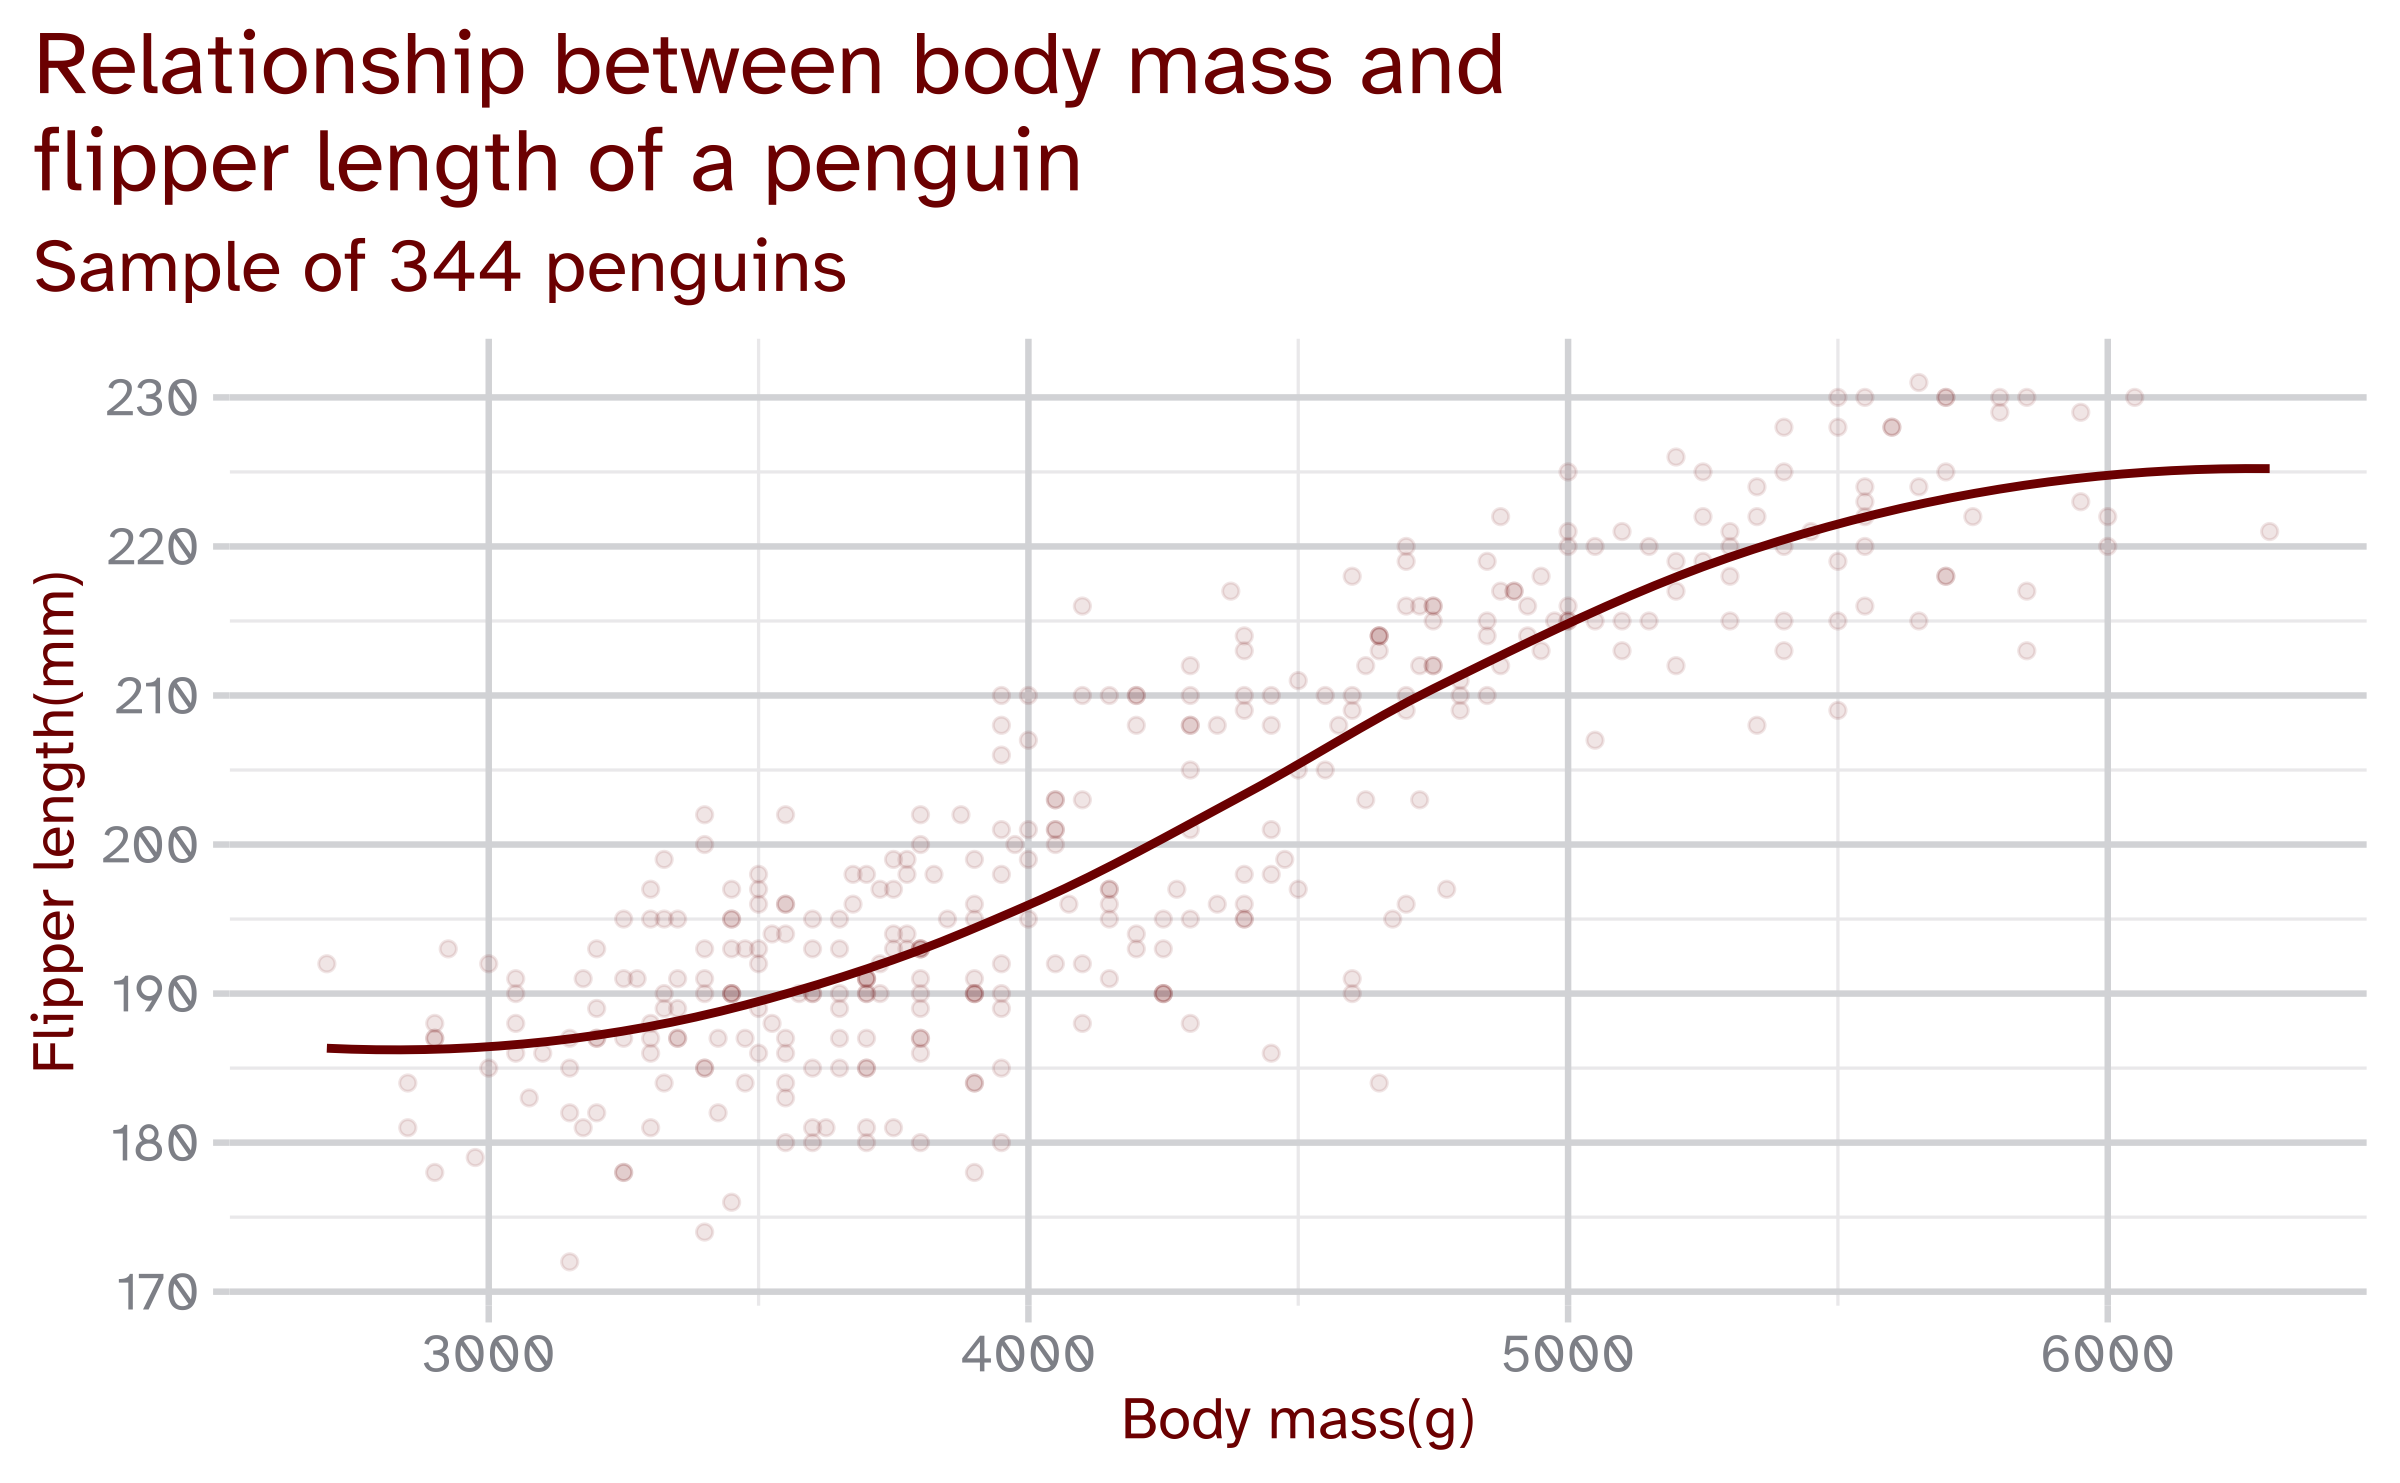 Relationship between body mass and
flipper length of a penguin
Sample of 344 penguins
Flipper length(mm)
230
220
210
200
190
180
170
3000 4000 5000 6000
Body mass(g)